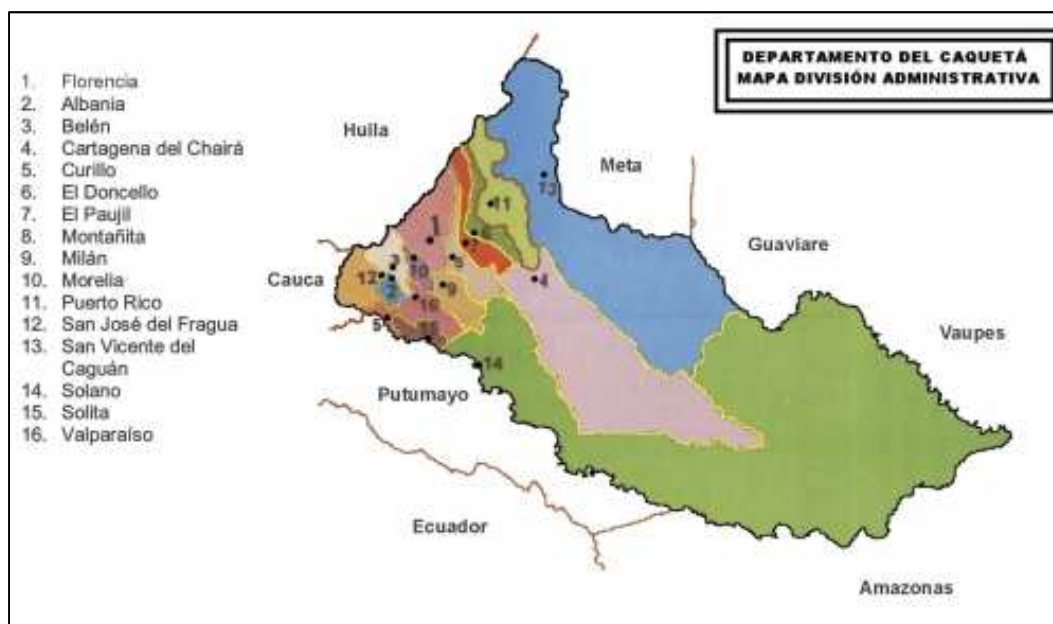 DEPARTAMENTO DEL CAQUETÁ
MAPA DIVISIÓN ADMINISTRATIVA
1. Florencia
2. Albania
3. Belén
4. Cartagena del Chairá
5. Curillo
6. El Doncello
7. El Paujil
8. Montañita
9. Milán
10. Morelia
11. Puerto Rico
12. San José del Fragua
13. San Vicente del
Caguán
14. Solano
15. Solita
16. Valparaíso
Huila
Meta
Guaviare
Cauca
Vaupes
Putumayo
Ecuador
Amazonas
13
11
1
4
10
9
12
16
5
14